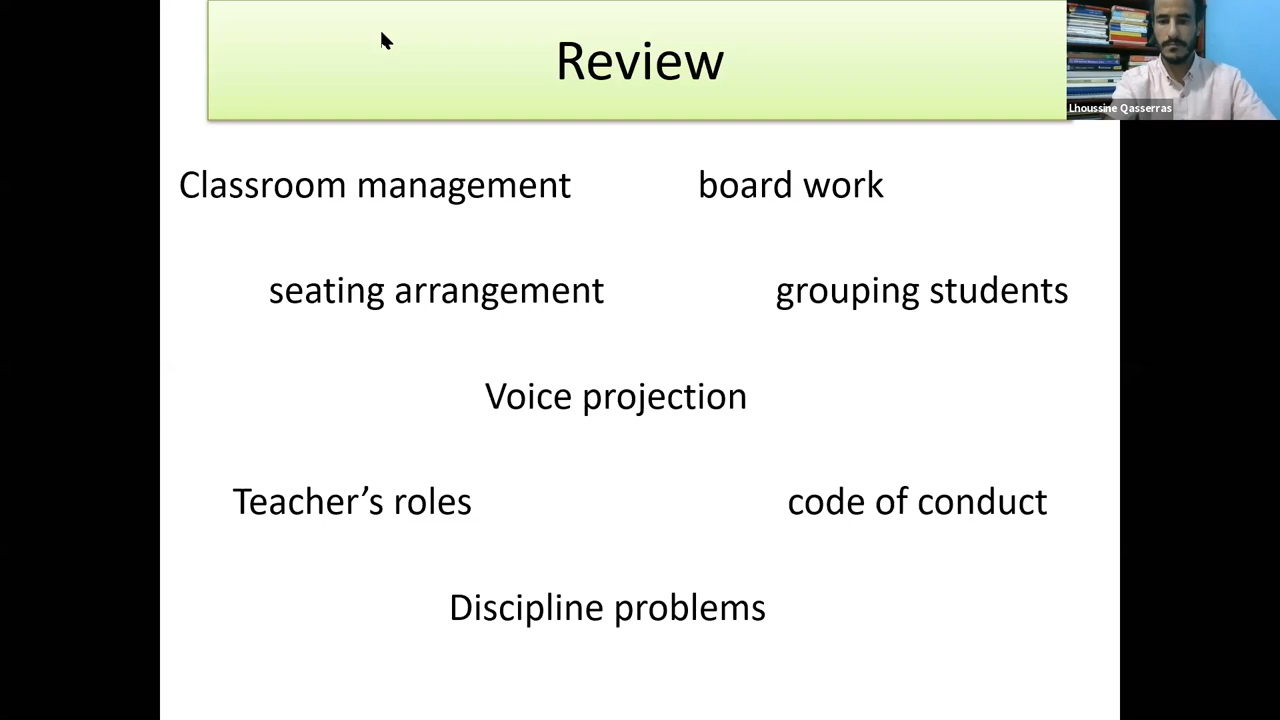 Review
Lhoussine Qasserras
Classroom management board work
seating arrangement grouping students
Voice projection
Teacher’s roles code of conduct
Discipline problems